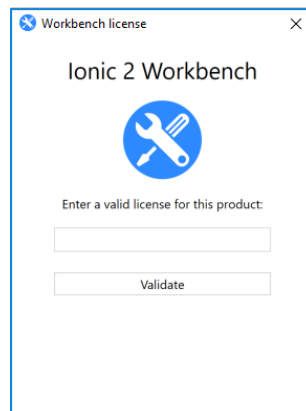 Workbench license
Ionic 2 Workbench
Enter a valid license for this product:
Validate